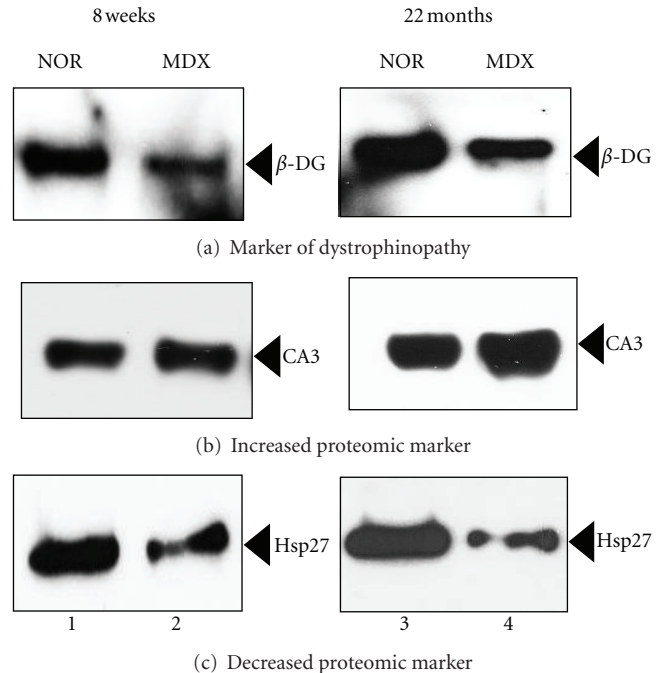 8 weeks 22 months
NOR MDX NOR MDX
β-DG β-DG
(a) Marker of dystrophinopathy
CA3 CA3
(b) Increased proteomic marker
Hsp27 Hsp27
1 2 3 4
(c) Decreased proteomic marker